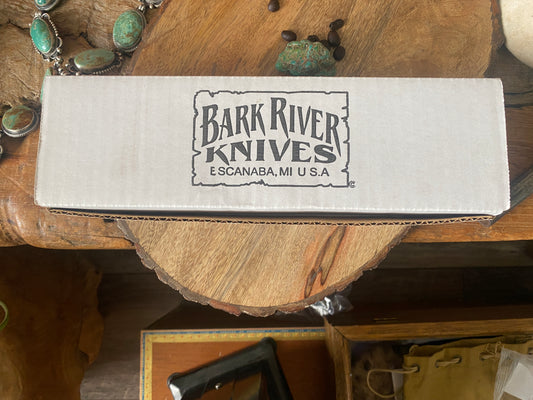 BARK RIVER
KNIVES
ESCANABA, MI U S A